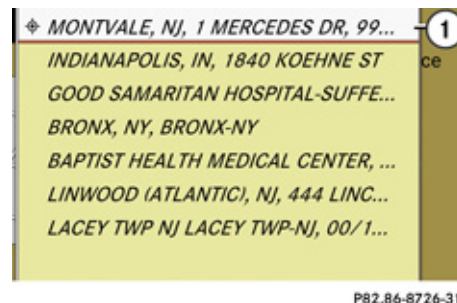 MONTVALE, NJ, 1 MERCEDES DR, 99... 1
INDIANAPOLIS, IN, 1840 KOEHNE ST ce
GOOD SAMARITAN HOSPITAL-SUFFE...
BRONX, NY, BRONX-NY
BAPTIST HEALTH MEDICAL CENTER, ...
LINWOOD (ATLANTIC), NJ, 444 LINC...
LACEY TWP NJ LACEY TWP-NJ, 00/1...
P82.86-8726-31